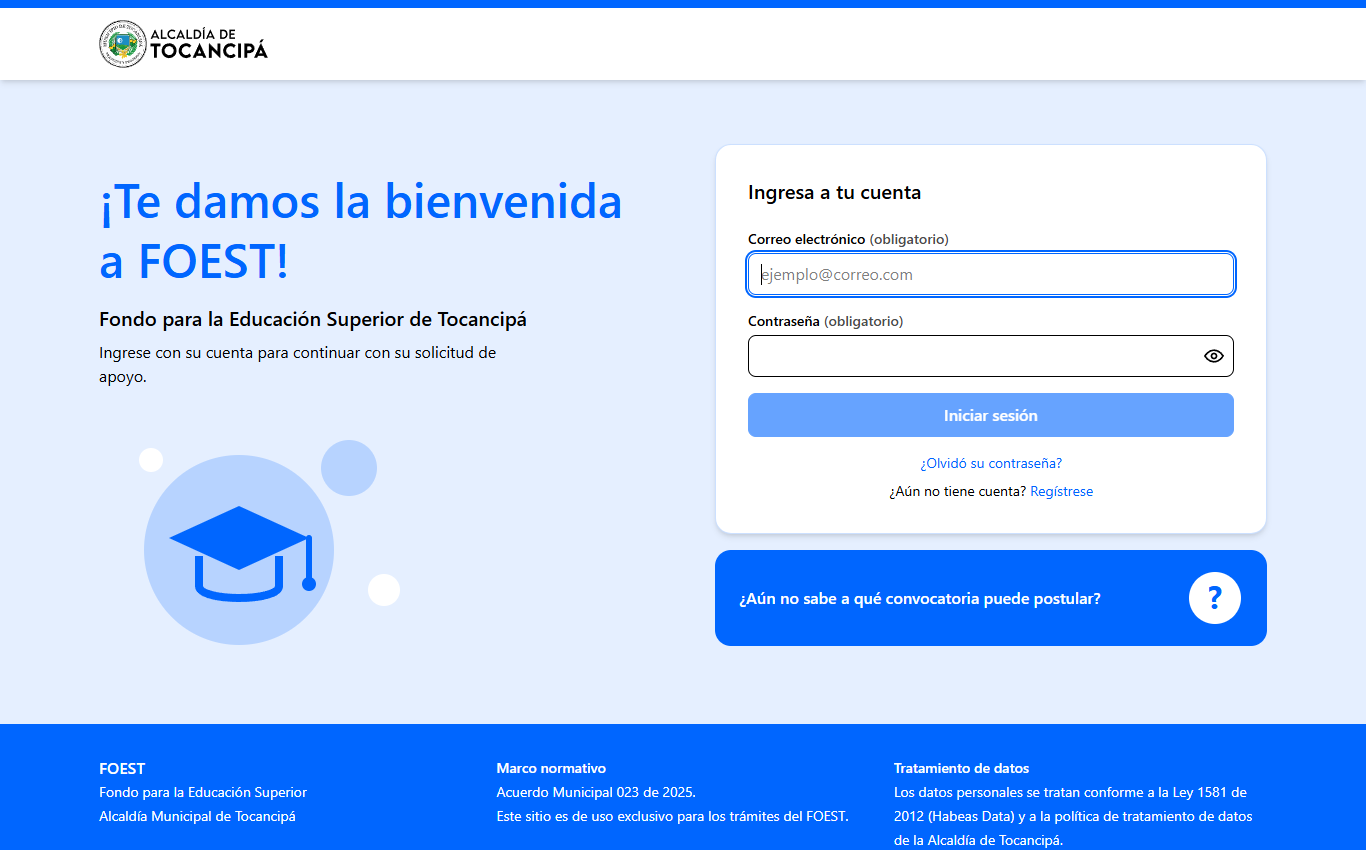 ALCALDÍA DE
TOCANCIPÁ
¡Te damos la bienvenida
a FOEST!
Fondo para la Educación Superior de Tocancipá
Ingrese con su cuenta para continuar con su solicitud de
apoyo.
Ingresa a tu cuenta
Correo electrónico (obligatorio)
ejemplo@correo.com
Contraseña (obligatorio)
Iniciar sesión
¿Olvidó su contraseña?
¿Aún no tiene cuenta? Regístrese
¿Aún no sabe a qué convocatoria puede postular?
?
FOEST
Fondo para la Educación Superior
Alcaldía Municipal de Tocancipá
Marco normativo
Acuerdo Municipal 023 de 2025.
Este sitio es de uso exclusivo para los trámites del FOEST.
Tratamiento de datos
Los datos personales se tratan conforme a la Ley 1581 de
2012 (Habeas Data) y a la política de tratamiento de datos
de la Alcaldía de Tocancipá.